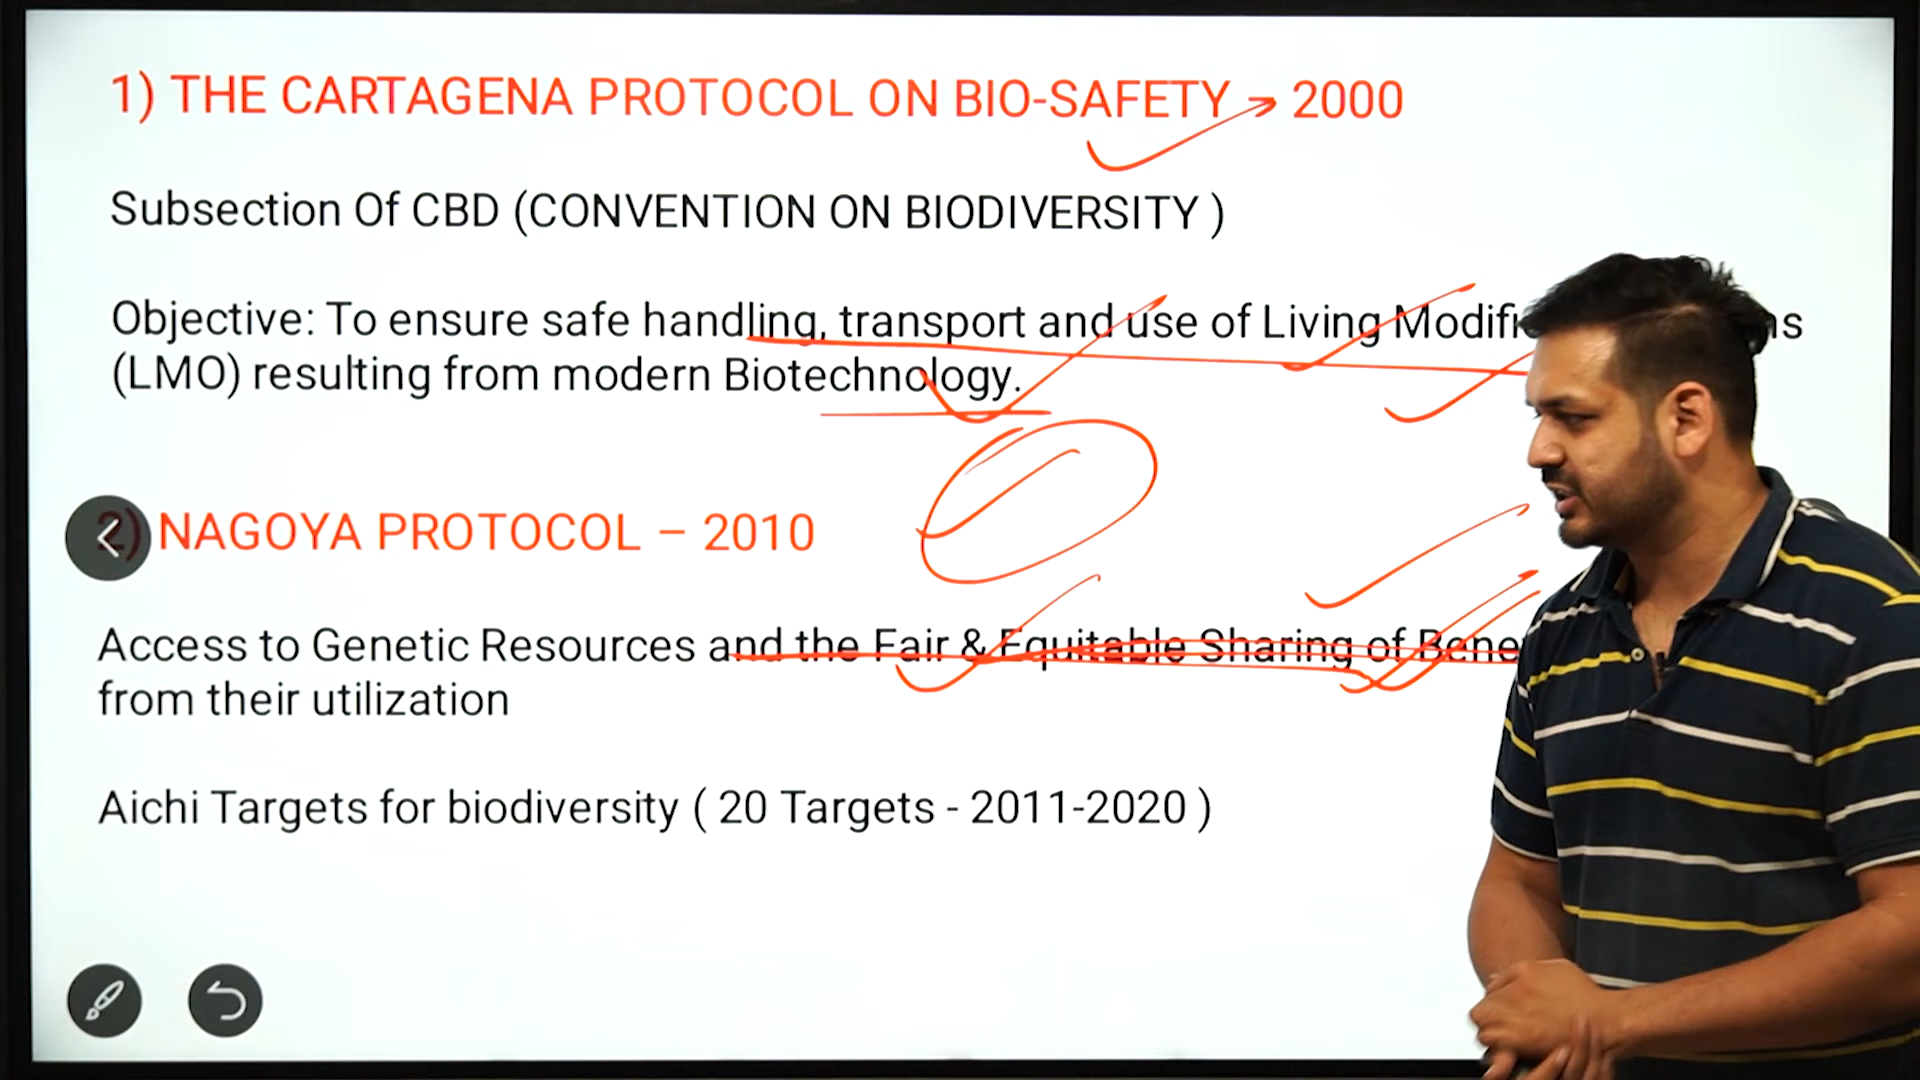 1) THE CARTAGENA PROTOCOL ON BIO-SAFETY → 2000
Subsection Of CBD (CONVENTION ON BIODIVERSITY )
Objective: To ensure safe handling, transport and use of Living
(LMO) resulting from modern Biotechnology.
2) NAGOYA PROTOCOL – 2010
Access to Genetic Resources and the Fair & Equitable Sharing of
from their utilization
Aichi Targets for biodiversity ( 20 Targets - 2011-2020 )